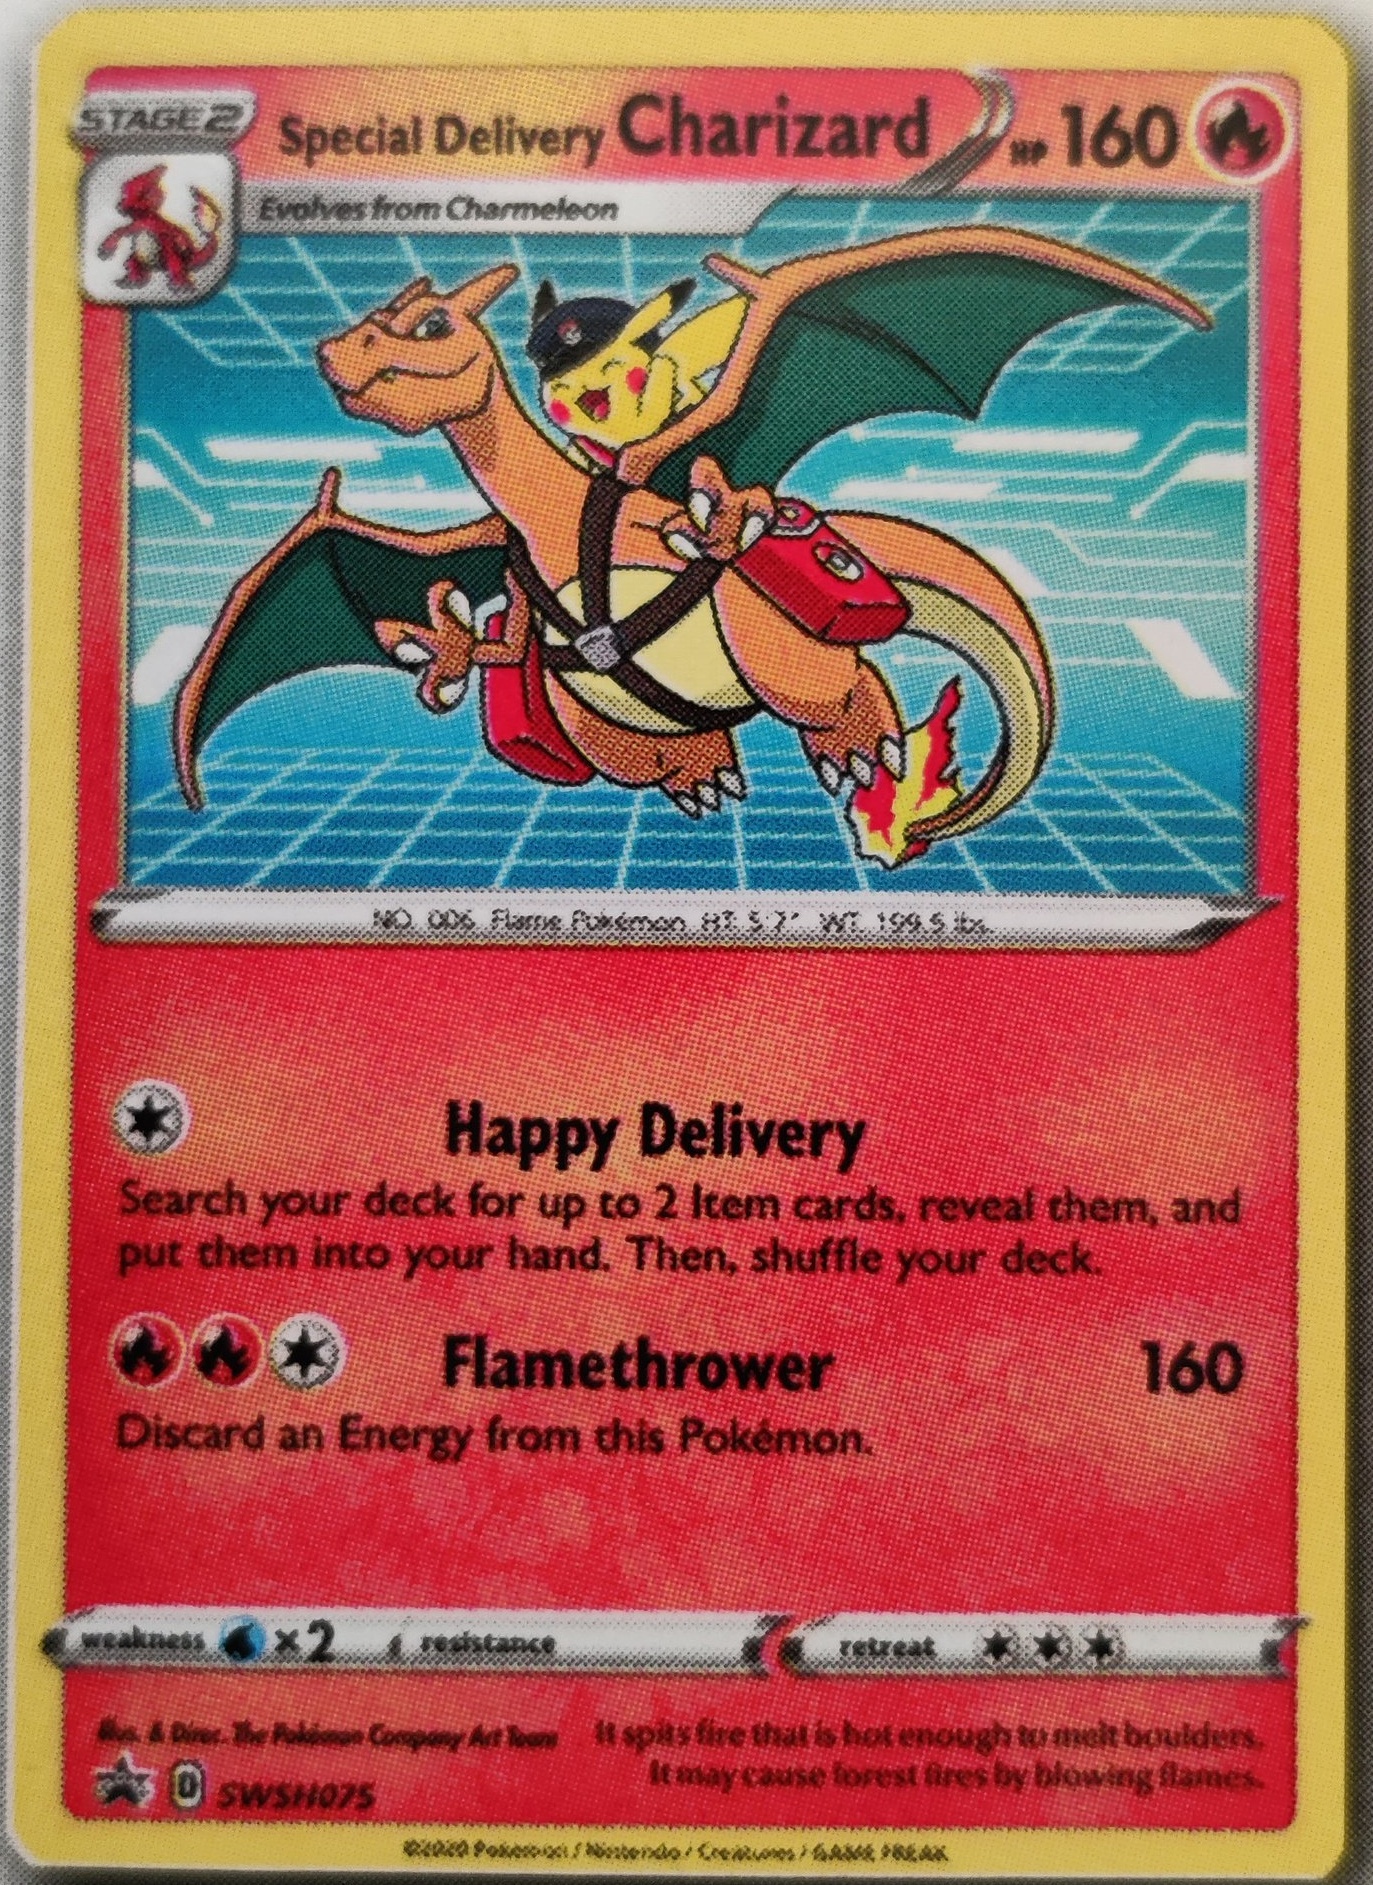 STAGE 2
Special Delivery Charizard HP 160
Evolves from Charmeleon
NO. 006 Flame Pokémon HT: 5'7" WT: 199.5 lbs.
Happy Delivery
Search your deck for up to 2 Item cards, reveal them, and
put them into your hand. Then, shuffle your deck.
Flamethrower 160
Discard an Energy from this Pokémon.
weakness ×2 resistance retreat
Illus. & Direc. The Pokémon Company Art Team
It spits fire that is hot enough to melt boulders.
It may cause forest fires by blowing flames.
D SWSH075
©2020 Pokémon / Nintendo / Creatures / GAME FREAK